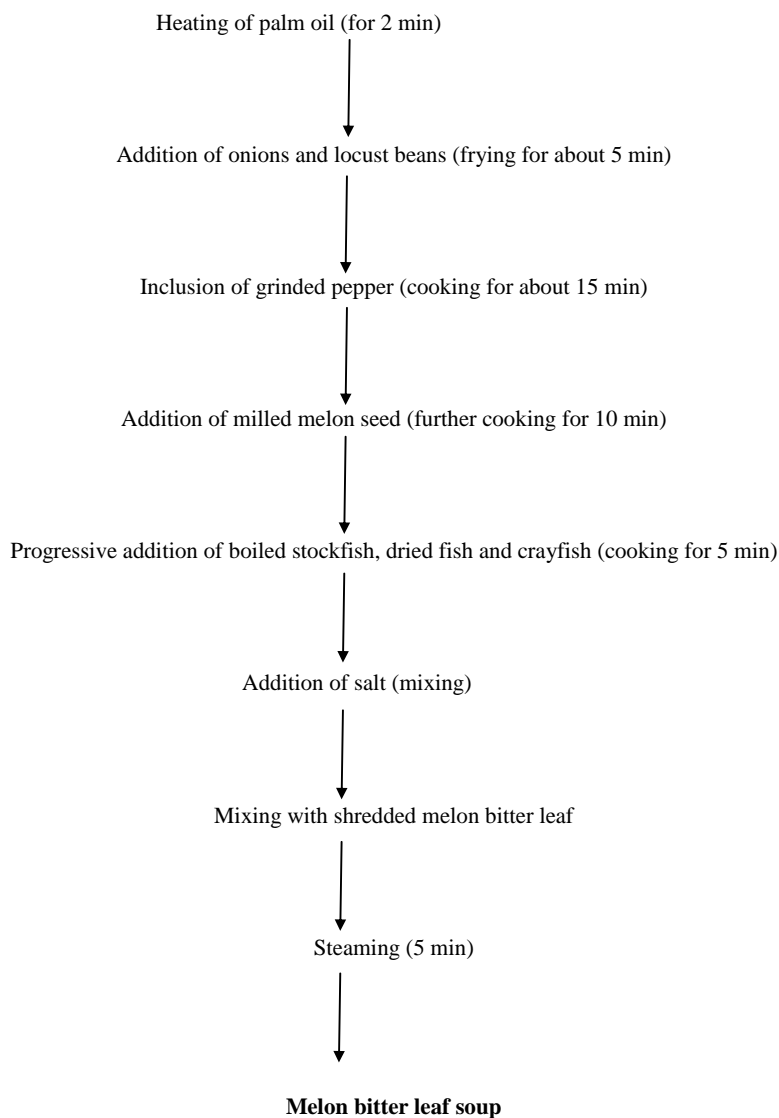 Heating of palm oil (for 2 min)
Addition of onions and locust beans (frying for about 5 min)
Inclusion of grinded pepper (cooking for about 15 min)
Addition of milled melon seed (further cooking for 10 min)
Progressive addition of boiled stockfish, dried fish and crayfish (cooking for 5 min)
Addition of salt (mixing)
Mixing with shredded melon bitter leaf
Steaming (5 min)
Melon bitter leaf soup